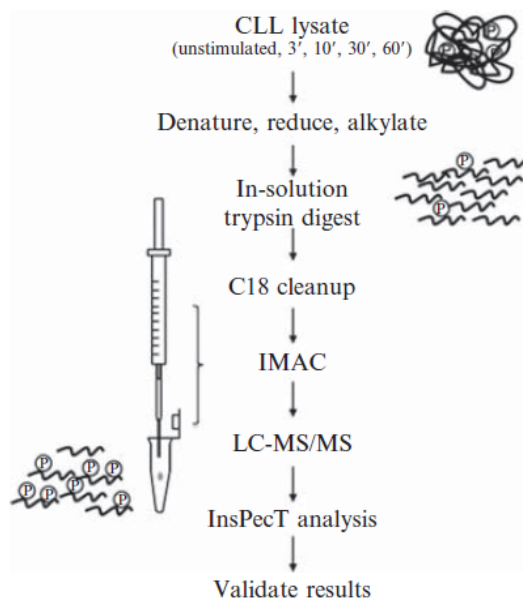 CLL lysate
(unstimulated, 3′, 10′, 30′, 60′)
P
P
Denature, reduce, alkylate
P
In-solution
trypsin digest
P
C18 cleanup
IMAC
LC-MS/MS
P
P
P
P
P
P
P
InsPecT analysis
Validate results